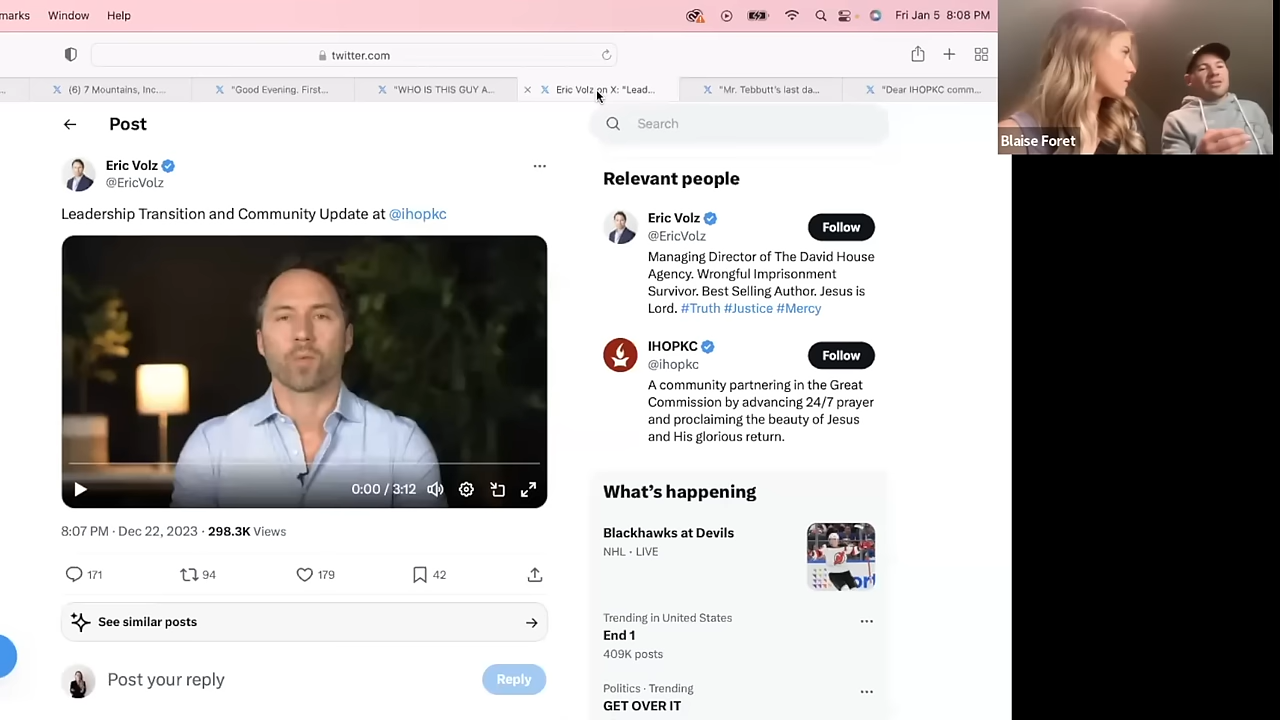 marks Window Help Fri Jan 5 8:08 PM
twitter.com
(6) 7 Mountains, Inc.... "Good Evening. First... "WHO IS THIS GUY A... Eric Volz on X: "Lead... "Mr. Tebbutt's last da... "Dear IHOPKC comm...
Blaise Foret
Post
Search
Eric Volz
@EricVolz
Leadership Transition and Community Update at @ihopkc
0:00 / 3:12
8:07 PM · Dec 22, 2023 · 298.3K Views
171 94 179 42
See similar posts
Post your reply
Reply
Relevant people
Eric Volz
@EricVolz
Follow
Managing Director of The David House
Agency. Wrongful Imprisonment
Survivor. Best Selling Author. Jesus is
Lord. #Truth #Justice #Mercy
IHOPKC
@ihopkc
Follow
A community partnering in the Great
Commission by advancing 24/7 prayer
and proclaiming the beauty of Jesus
and His glorious return.
What's happening
Blackhawks at Devils
NHL · LIVE
Trending in United States
End 1
409K posts
Politics · Trending
GET OVER IT